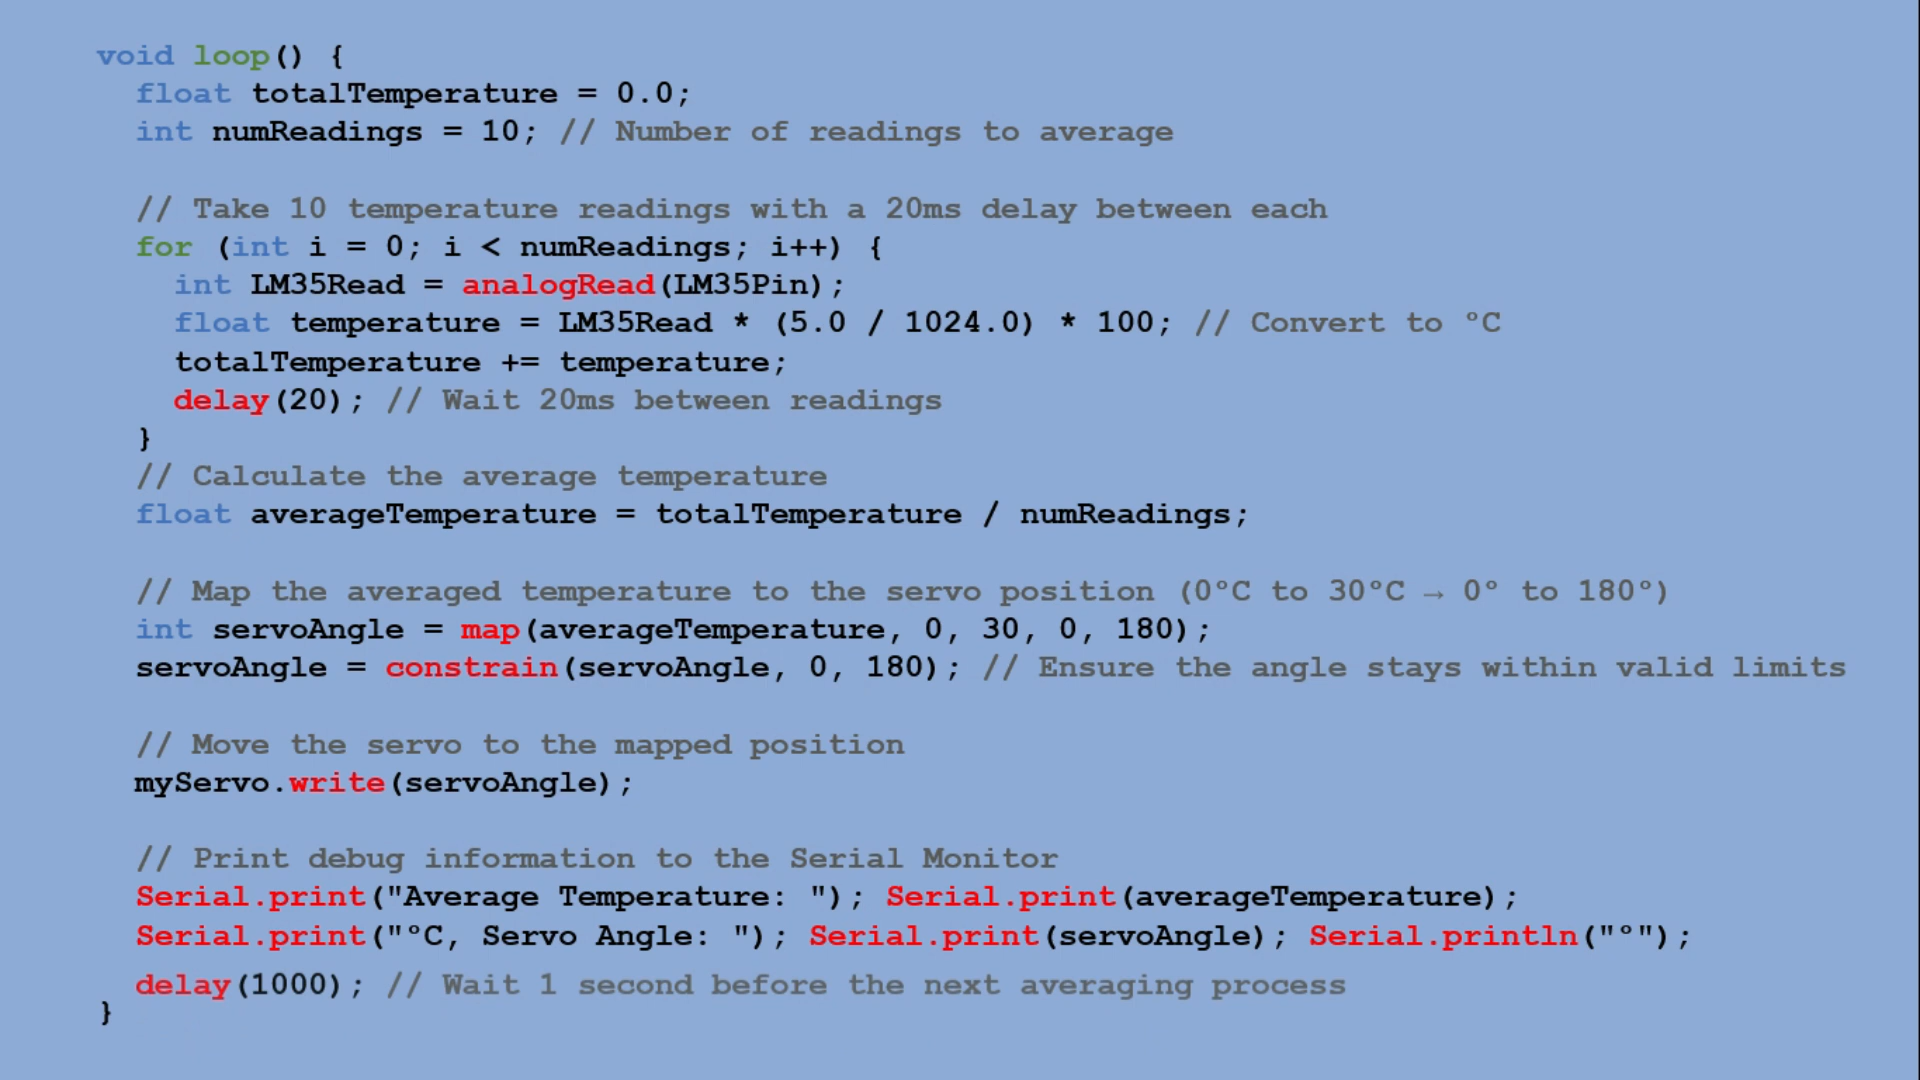 void loop() {
float totalTemperature = 0.0;
int numReadings = 10; // Number of readings to average
// Take 10 temperature readings with a 20ms delay between each
for (int i = 0; i < numReadings; i++) {
int LM35Read = analogRead(LM35Pin);
float temperature = LM35Read * (5.0 / 1024.0) * 100; // Convert to °C
totalTemperature += temperature;
delay(20); // Wait 20ms between readings
}
// Calculate the average temperature
float averageTemperature = totalTemperature / numReadings;
// Map the averaged temperature to the servo position (0°C to 30°C → 0° to 180°)
int servoAngle = map(averageTemperature, 0, 30, 0, 180);
servoAngle = constrain(servoAngle, 0, 180); // Ensure the angle stays within valid limits
// Move the servo to the mapped position
myServo.write(servoAngle);
// Print debug information to the Serial Monitor
Serial.print("Average Temperature: "); Serial.print(averageTemperature);
Serial.print("°C, Servo Angle: "); Serial.print(servoAngle); Serial.println("°");
delay(1000); // Wait 1 second before the next averaging process
}